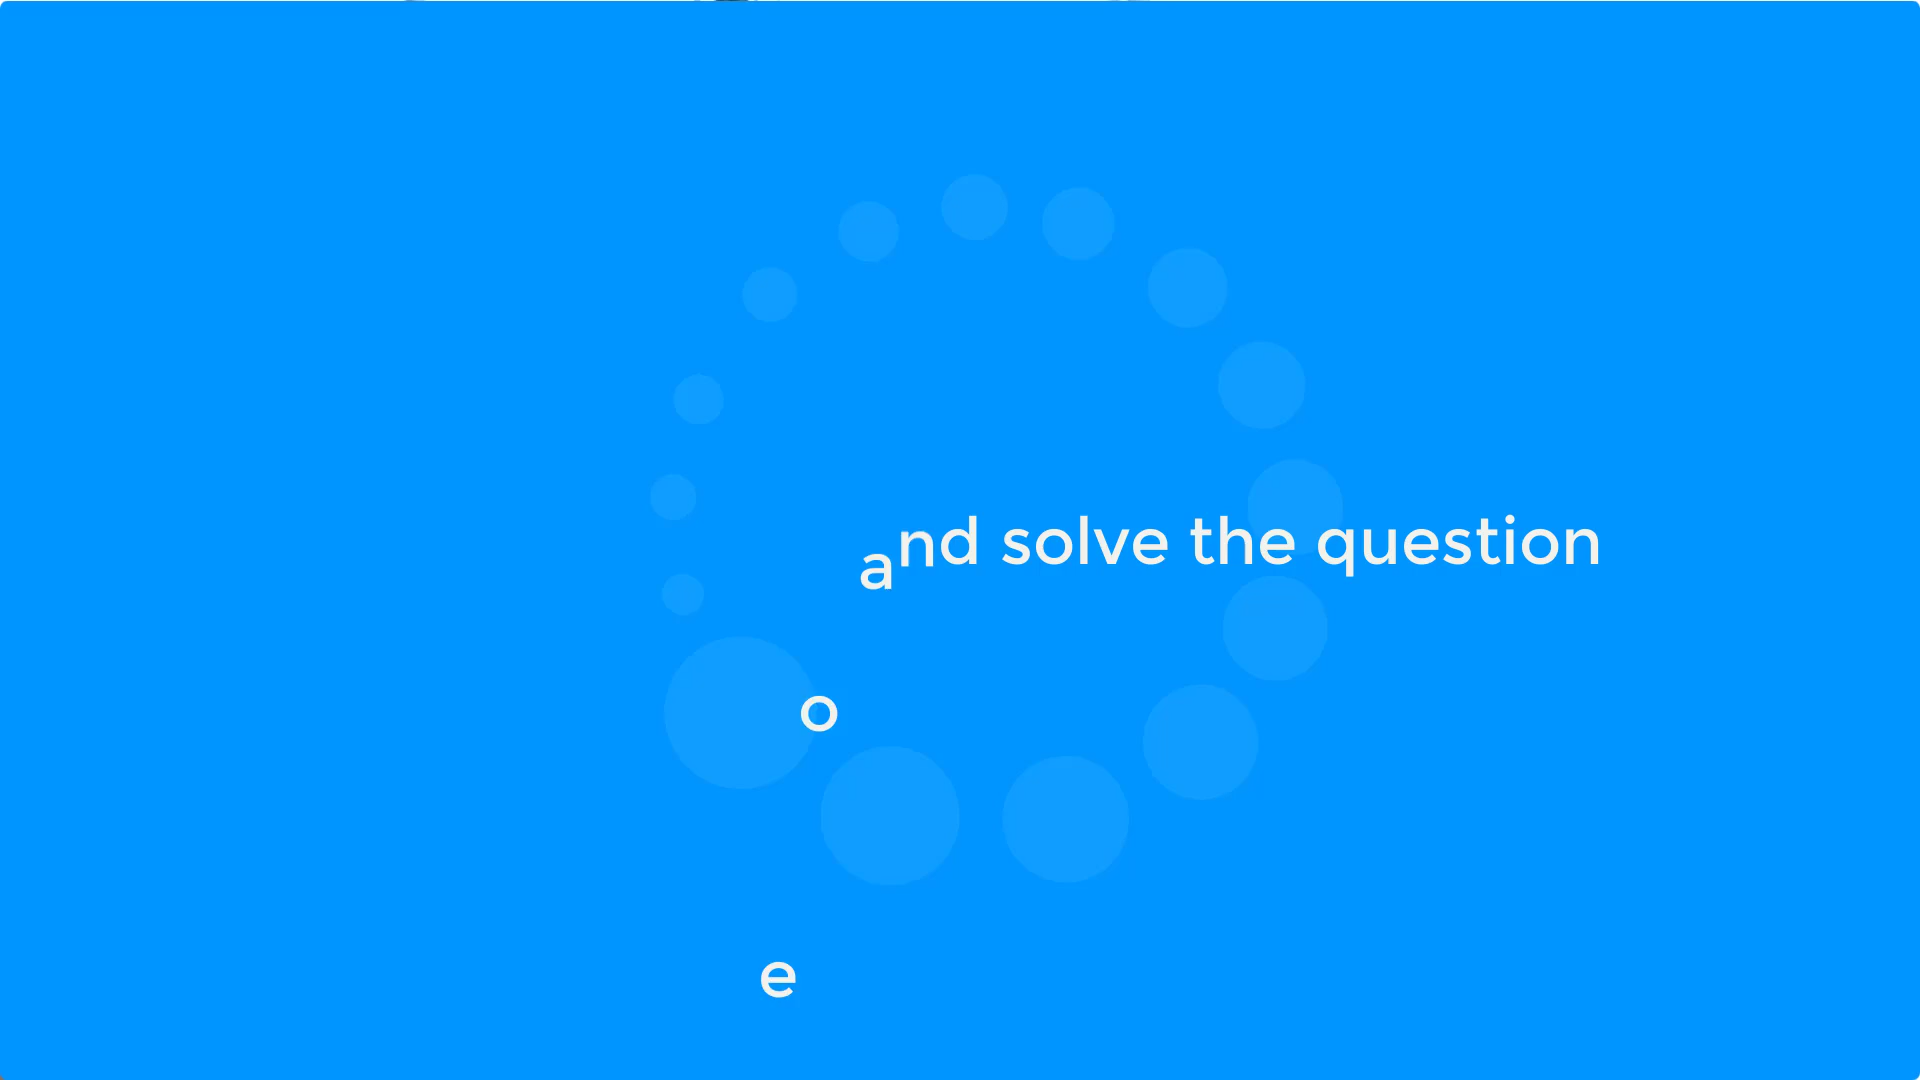 and solve the question
o
e